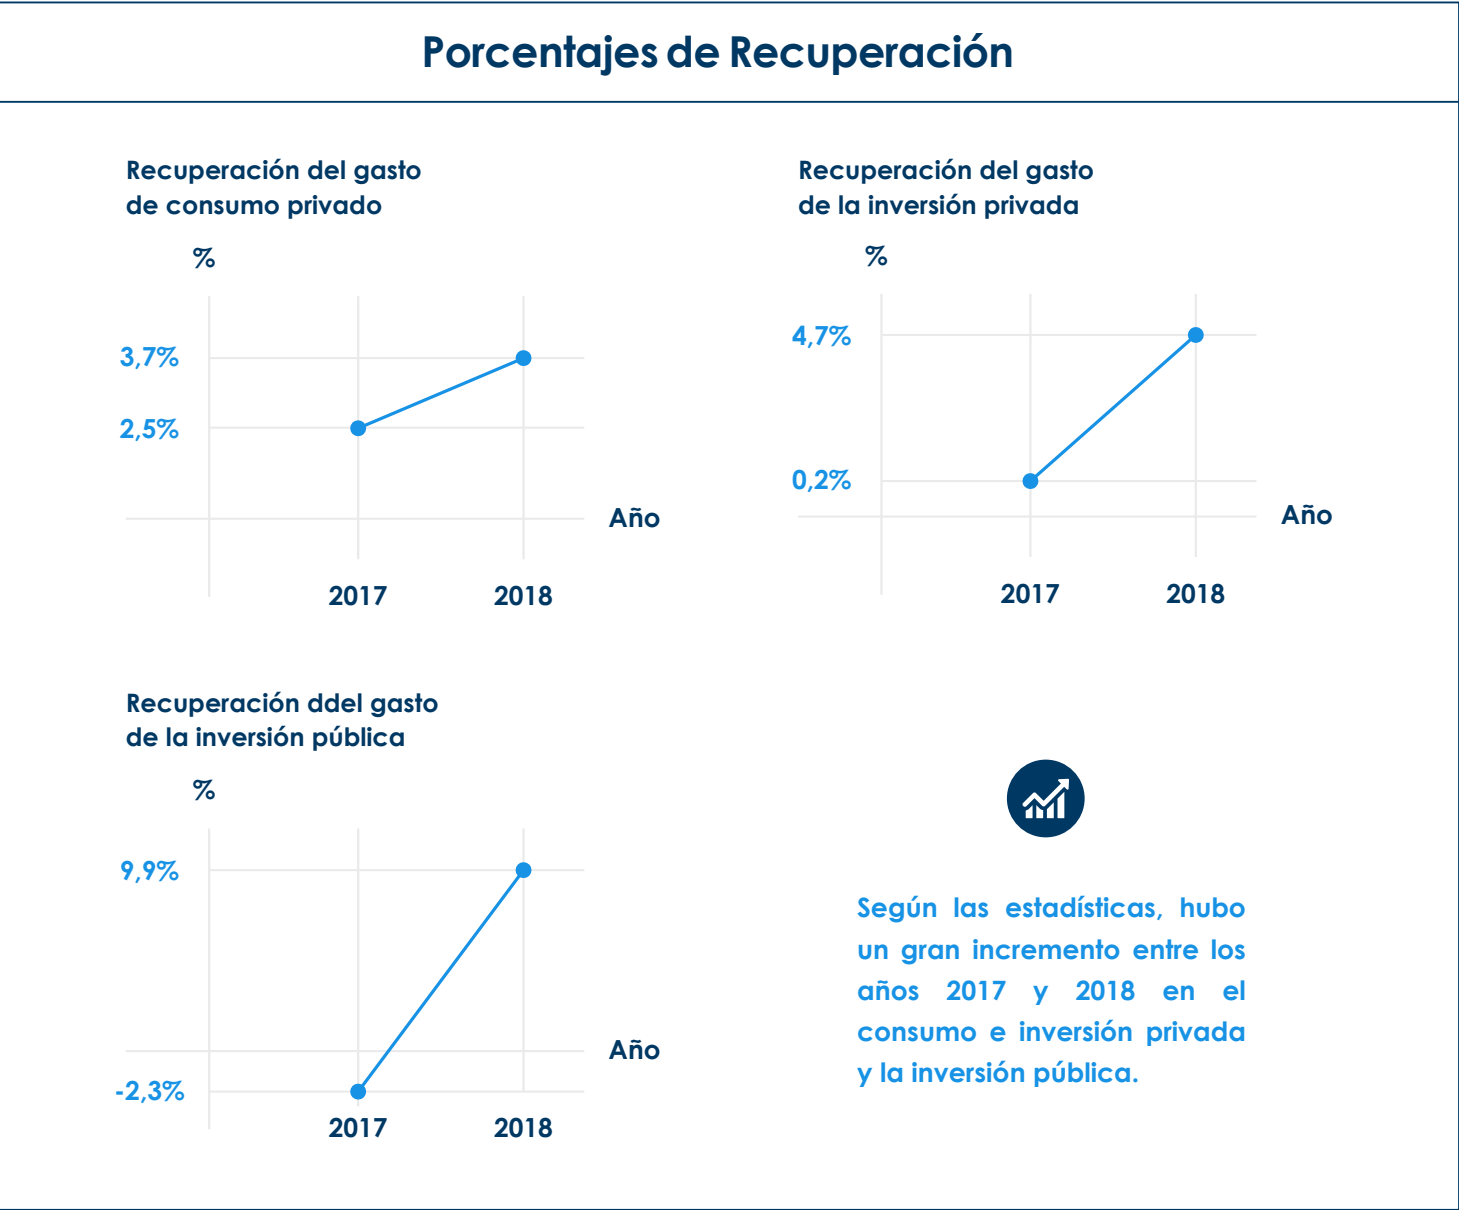 Porcentajes de Recuperación
Recuperación del gasto
de consumo privado
%
3,7%
2,5%
Año
2017
2018
Recuperación del gasto
de la inversión privada
%
4,7%
0,2%
Año
2017
2018
Recuperación ddel gasto
de la inversión pública
%
9,9%
Año
-2,3%
2017
2018
Según las estadísticas, hubo
un gran incremento entre los
años 2017 y 2018 en el
consumo e inversión privada
y la inversión pública.